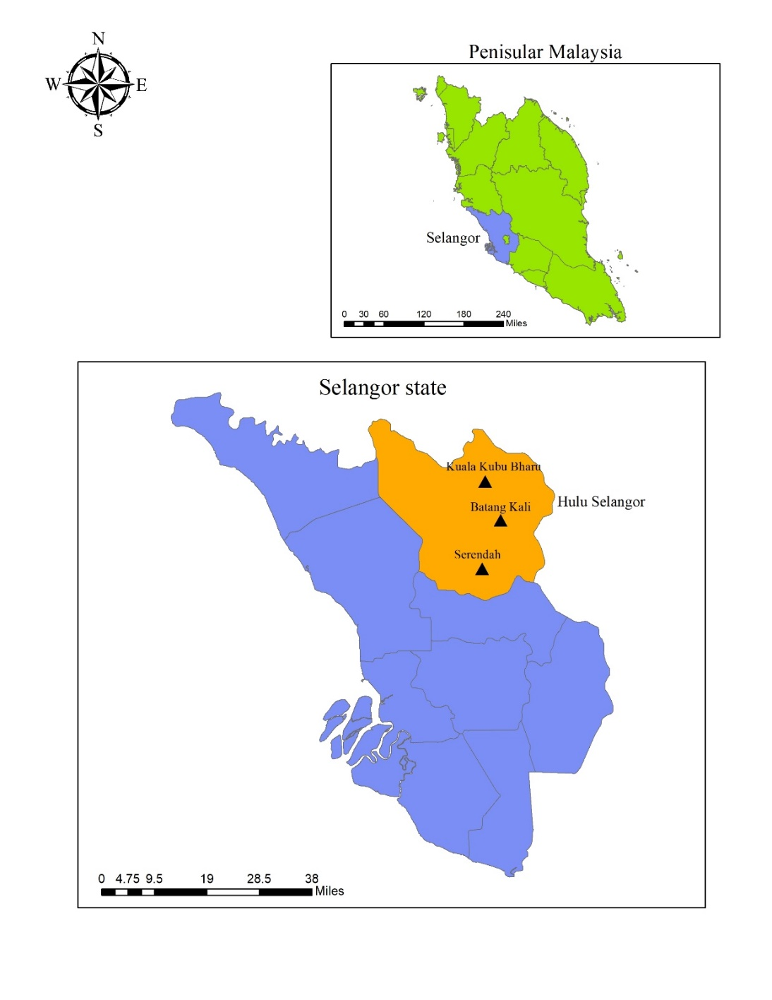 N
W E
S
Penisular Malaysia
Selangor
0 30 60 120 180 240
Miles
Selangor state
Kuala Kubu Bharu
Hulu Selangor
Batang Kali
Serendah
0 4.75 9.5 19 28.5 38
Miles